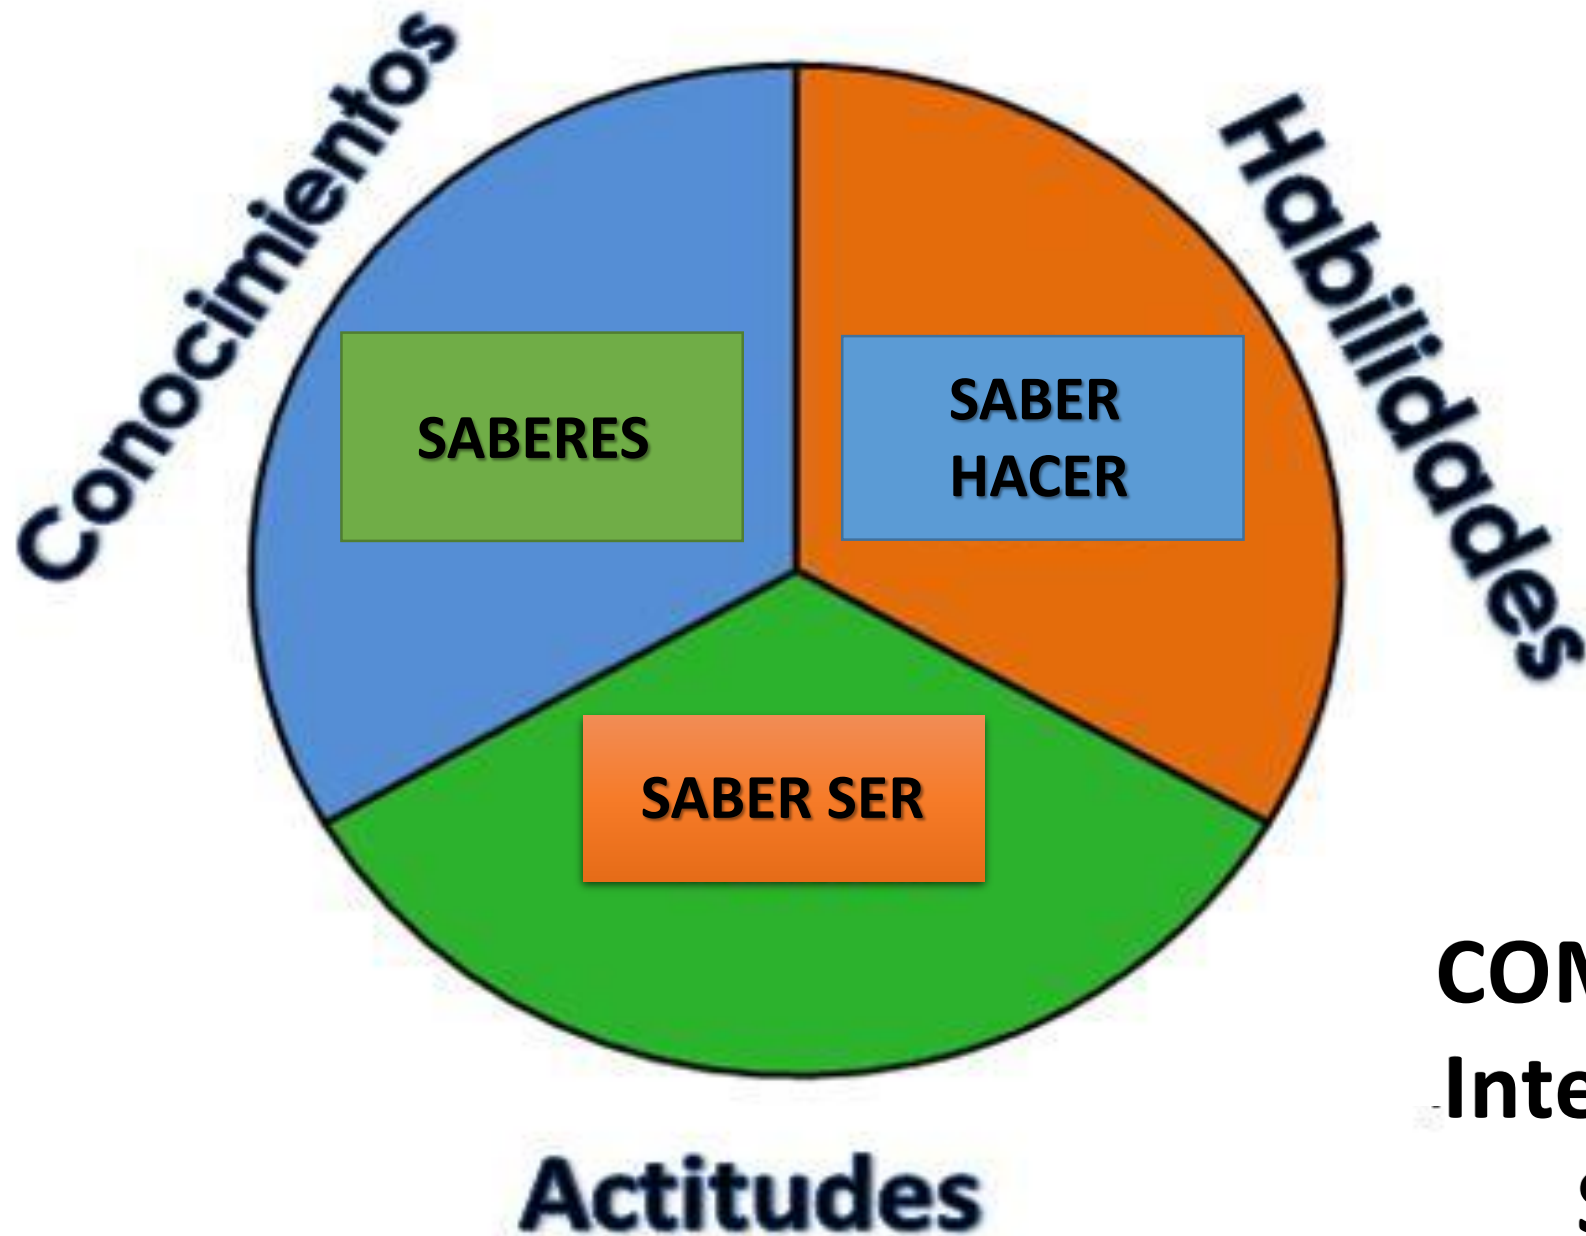 Conocimientos
Habilidades
SABERES
SABER
HACER
SABER SER
Actitudes